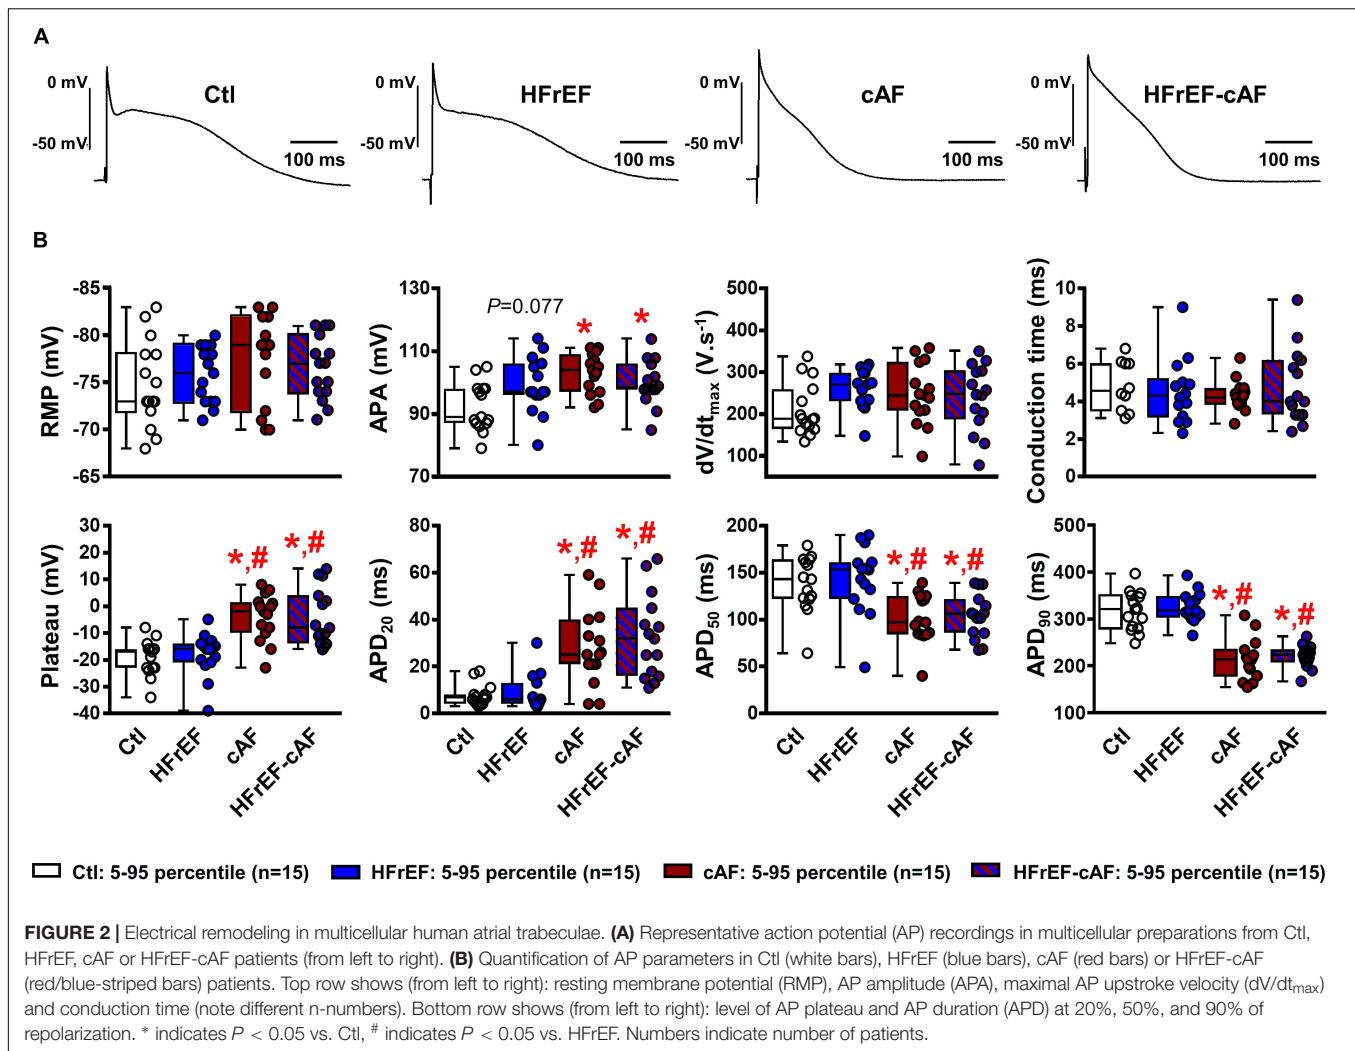 A
0 mV
-50 mV
Ctl
100 ms
0 mV
-50 mV
HFrEF
100 ms
0 mV
-50 mV
cAF
100 ms
0 mV
-50 mV
HFrEF-cAF
100 ms
B
RMP (mV)
-85
-80
-75
-70
-65
APA (mV)
130
110
90
70
P=0.077
*
*
dV/dtmax (V.s-1)
500
400
300
200
100
Conduction time (ms)
10
8
6
4
2
0
Plateau (mV)
30
20
10
0
-10
-20
-30
-40
*,#
*,#
Ctl
HFrEF
cAF
HFrEF-cAF
APD20 (ms)
80
60
40
20
0
*,#
*,#
Ctl
HFrEF
cAF
HFrEF-cAF
APD50 (ms)
200
150
100
50
0
*,#
*,#
Ctl
HFrEF
cAF
HFrEF-cAF
APD90 (ms)
500
400
300
200
100
*,#
*,#
Ctl
HFrEF
cAF
HFrEF-cAF
Ctl: 5-95 percentile (n=15)
HFrEF: 5-95 percentile (n=15)
cAF: 5-95 percentile (n=15)
HFrEF-cAF: 5-95 percentile (n=15)
FIGURE 2 | Electrical remodeling in multicellular human atrial trabeculae. (A) Representative action potential (AP) recordings in multicellular preparations from Ctl,
HFrEF, cAF or HFrEF-cAF patients (from left to right). (B) Quantification of AP parameters in Ctl (white bars), HFrEF (blue bars), cAF (red bars) or HFrEF-cAF
(red/blue-striped bars) patients. Top row shows (from left to right): resting membrane potential (RMP), AP amplitude (APA), maximal AP upstroke velocity (dV/dtmax)
and conduction time (note different n-numbers). Bottom row shows (from left to right): level of AP plateau and AP duration (APD) at 20%, 50%, and 90% of
repolarization. * indicates P < 0.05 vs. Ctl, # indicates P < 0.05 vs. HFrEF. Numbers indicate number of patients.